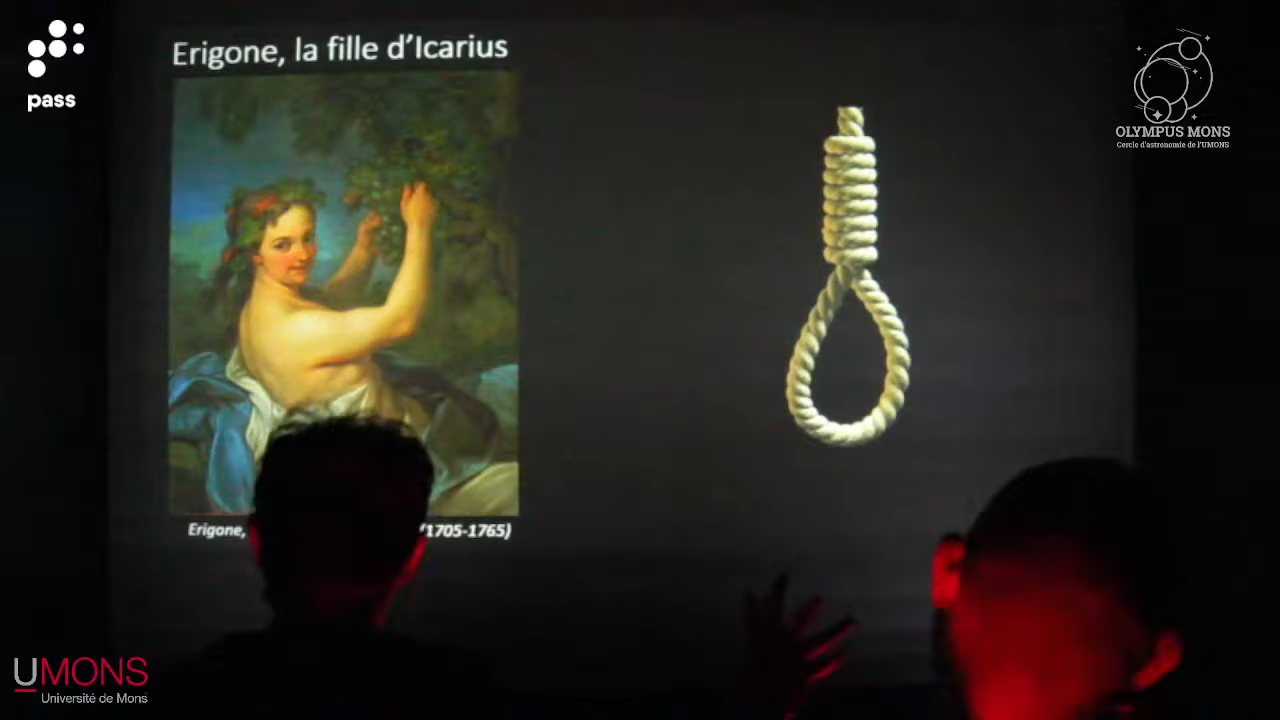 Erigone, la fille d'Icarius
pass
OLYMPUS MONS
Cercle d'astronomie de l'UMONS
Erigone, (1705-1765)
UMONS
Université de Mons